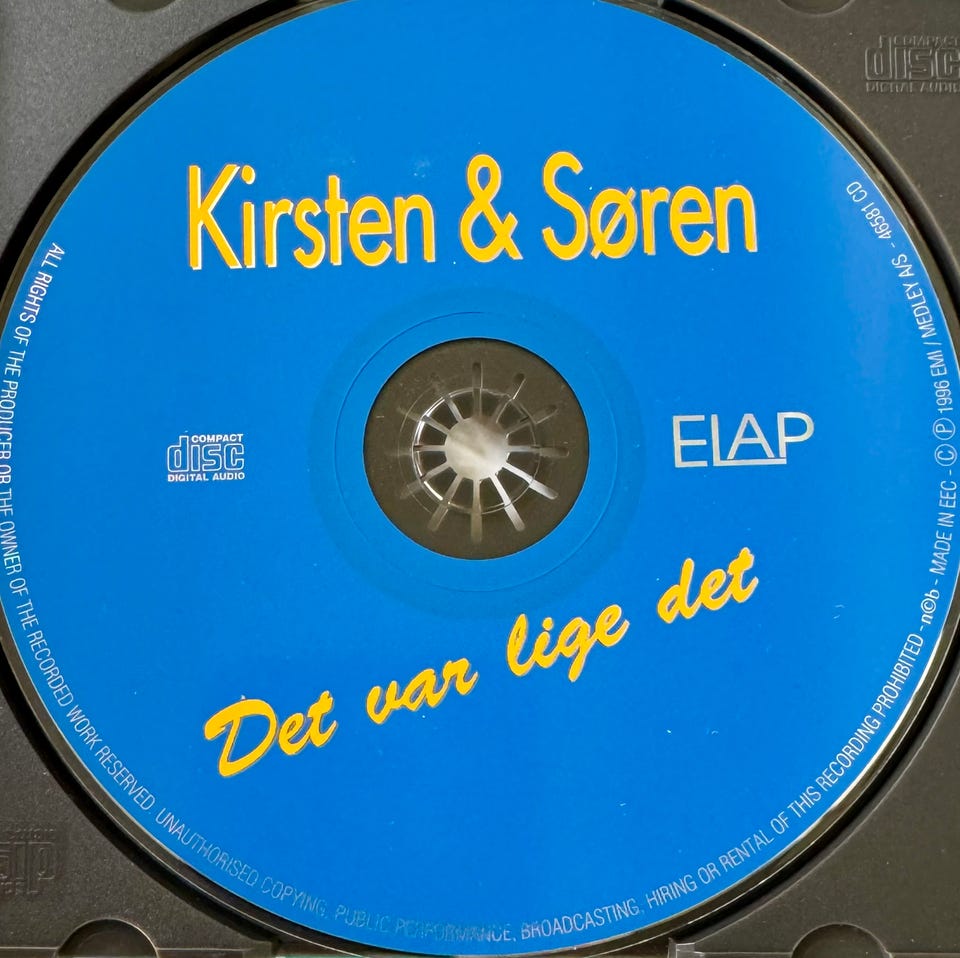 Kirsten & Søren
COMPACT
disc
DIGITAL AUDIO
ELAP
Det var lige det
ALL RIGHTS OF THE PRODUCER OR THE OWNER OF THE RECORDED WORK RESERVED. UNAUTHORISED COPYING, PUBLIC PERFORMANCE, BROADCASTING, HIRING OR RENTAL OF THIS RECORDING PROHIBITED - n©b - MADE IN EEC - © ℗ 1996 EMI / MEDLEY A/S - 46581 CD
COMPACT
disc
DIGITAL AUDIO